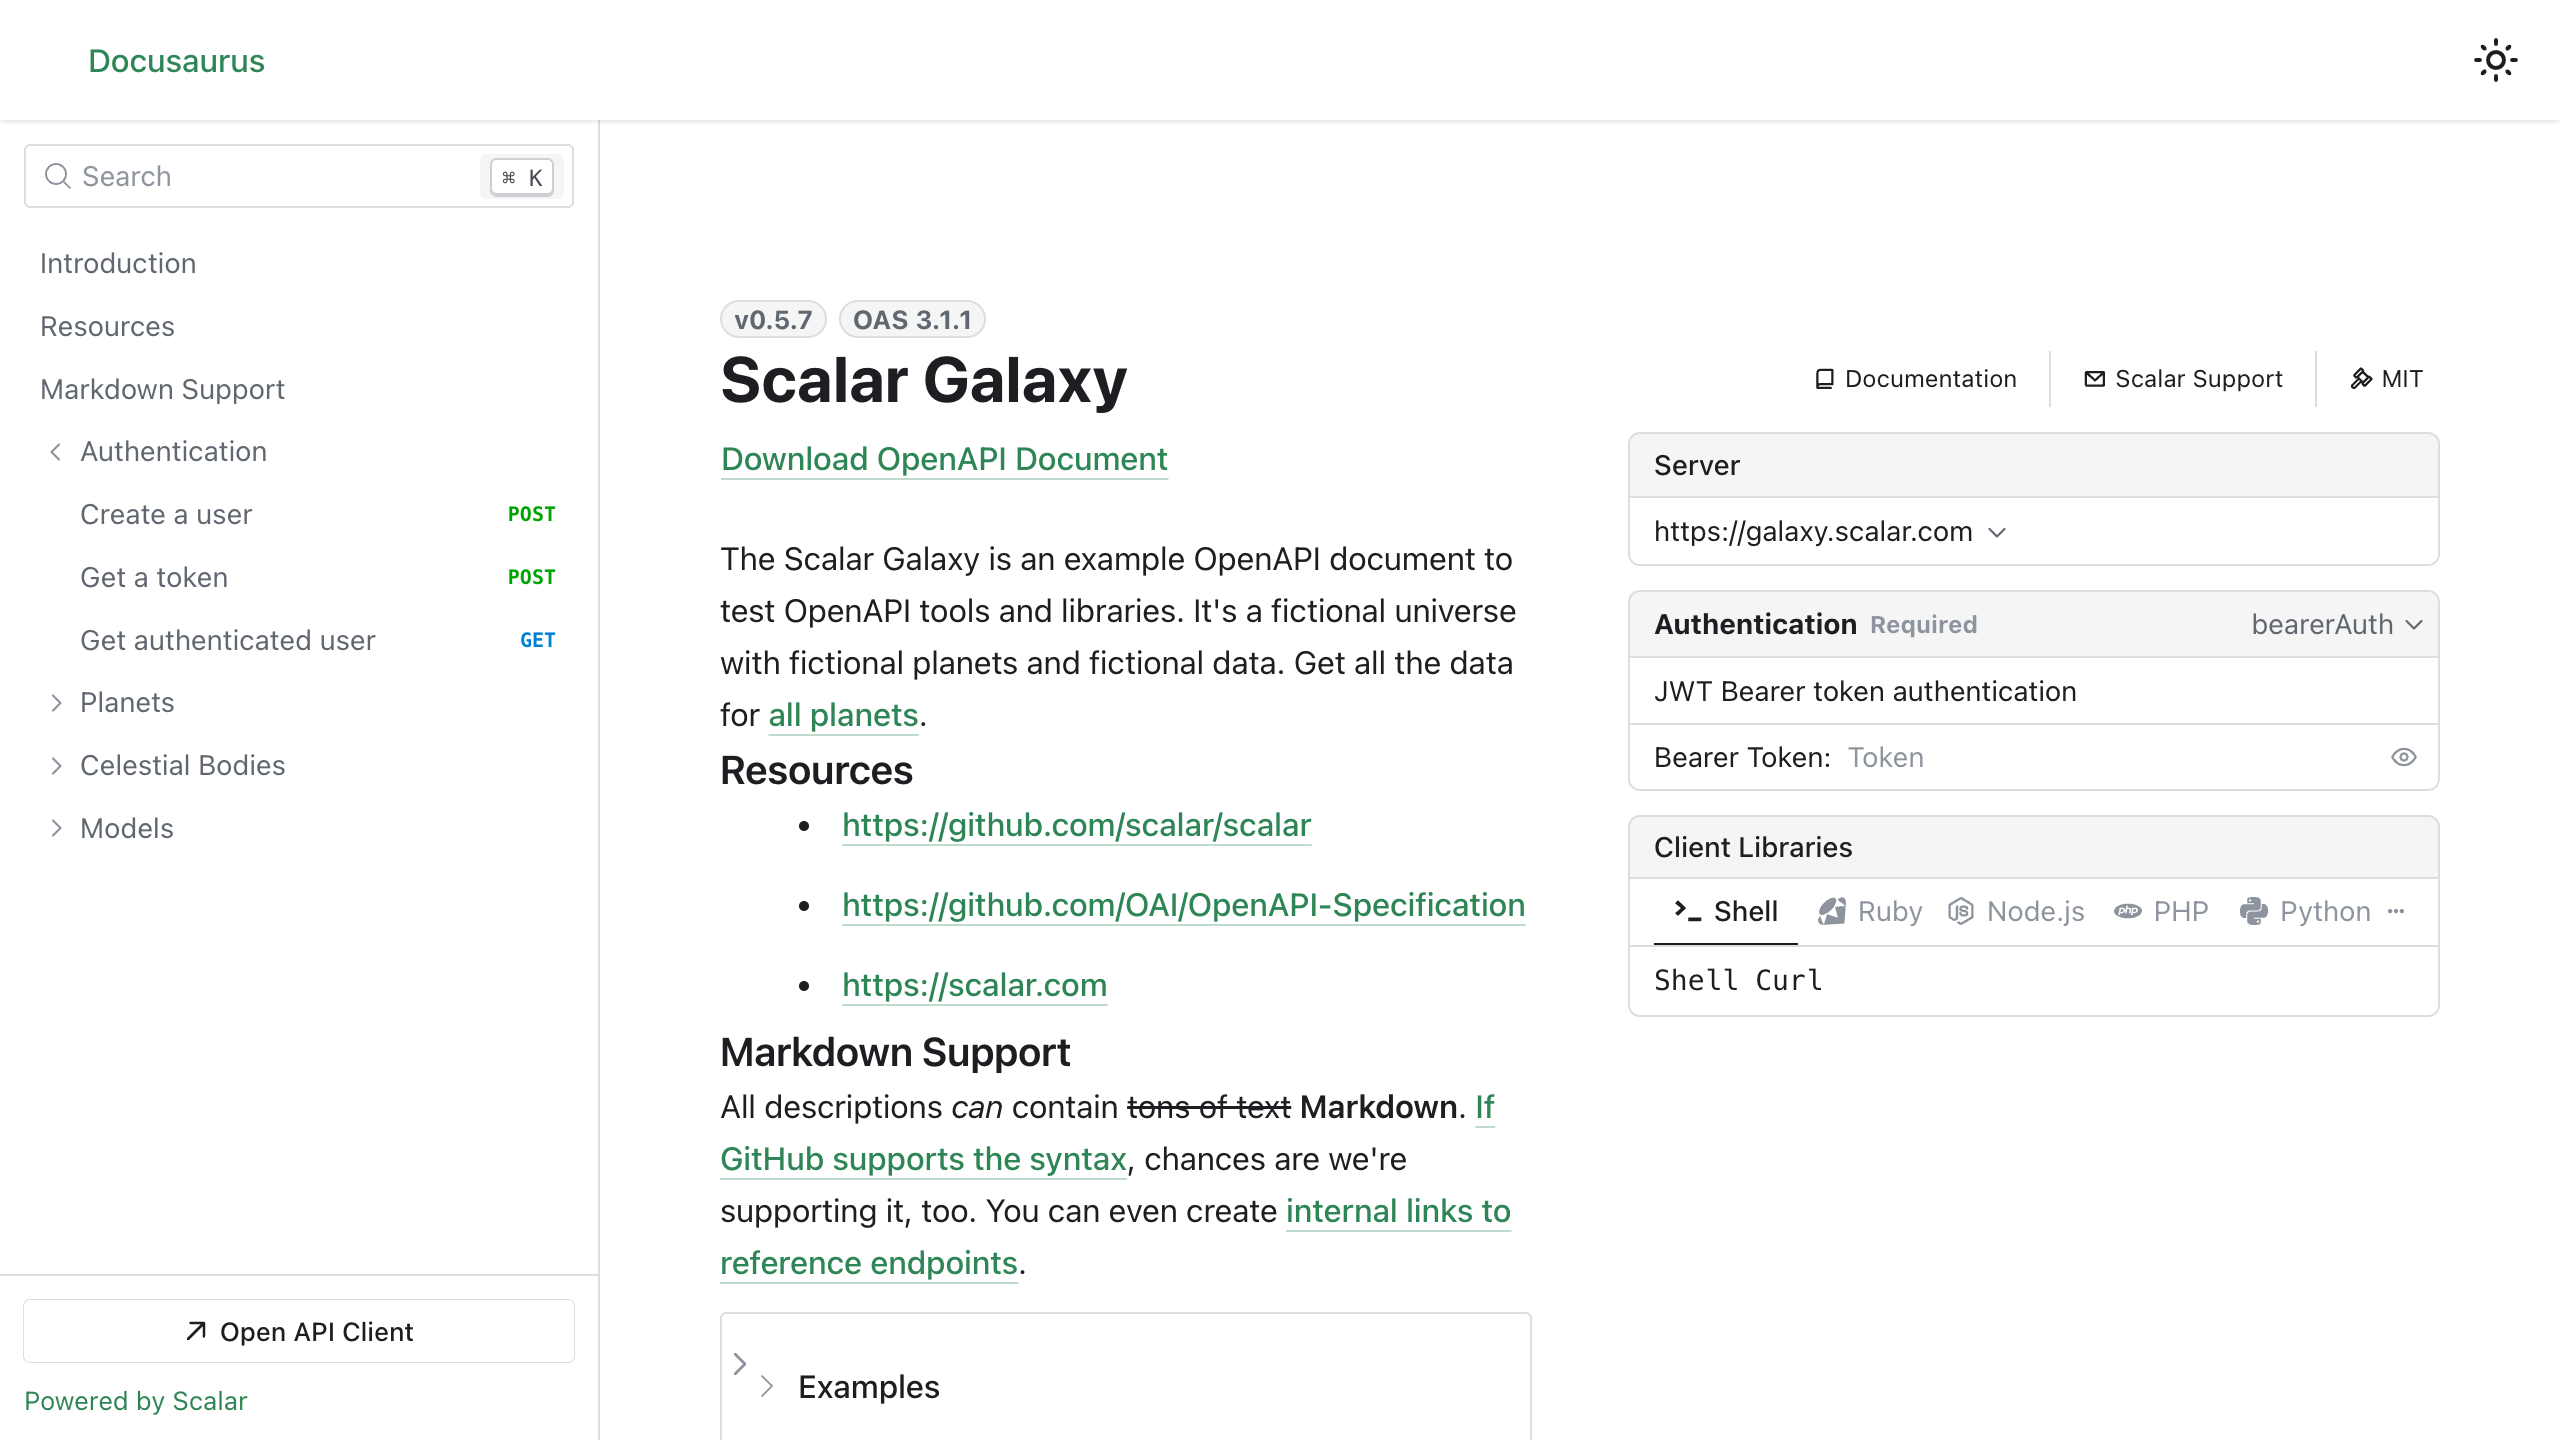 Docusaurus
Search
⌘ K
Introduction
Resources
Markdown Support
Authentication
Create a user POST
Get a token POST
Get authenticated user GET
Planets
Celestial Bodies
Models
Open API Client
Powered by Scalar
v0.5.7 OAS 3.1.1
Scalar Galaxy
Download OpenAPI Document
The Scalar Galaxy is an example OpenAPI document to
test OpenAPI tools and libraries. It's a fictional universe
with fictional planets and fictional data. Get all the data
for all planets.
Resources
https://github.com/scalar/scalar
https://github.com/OAI/OpenAPI-Specification
https://scalar.com
Markdown Support
All descriptions can contain tons of text Markdown. If
GitHub supports the syntax, chances are we're
supporting it, too. You can even create internal links to
reference endpoints.
Examples
Documentation Scalar Support MIT
Server
https://galaxy.scalar.com
Authentication Required bearerAuth
JWT Bearer token authentication
Bearer Token: Token
Client Libraries
Shell Ruby Node.js PHP Python
Shell Curl